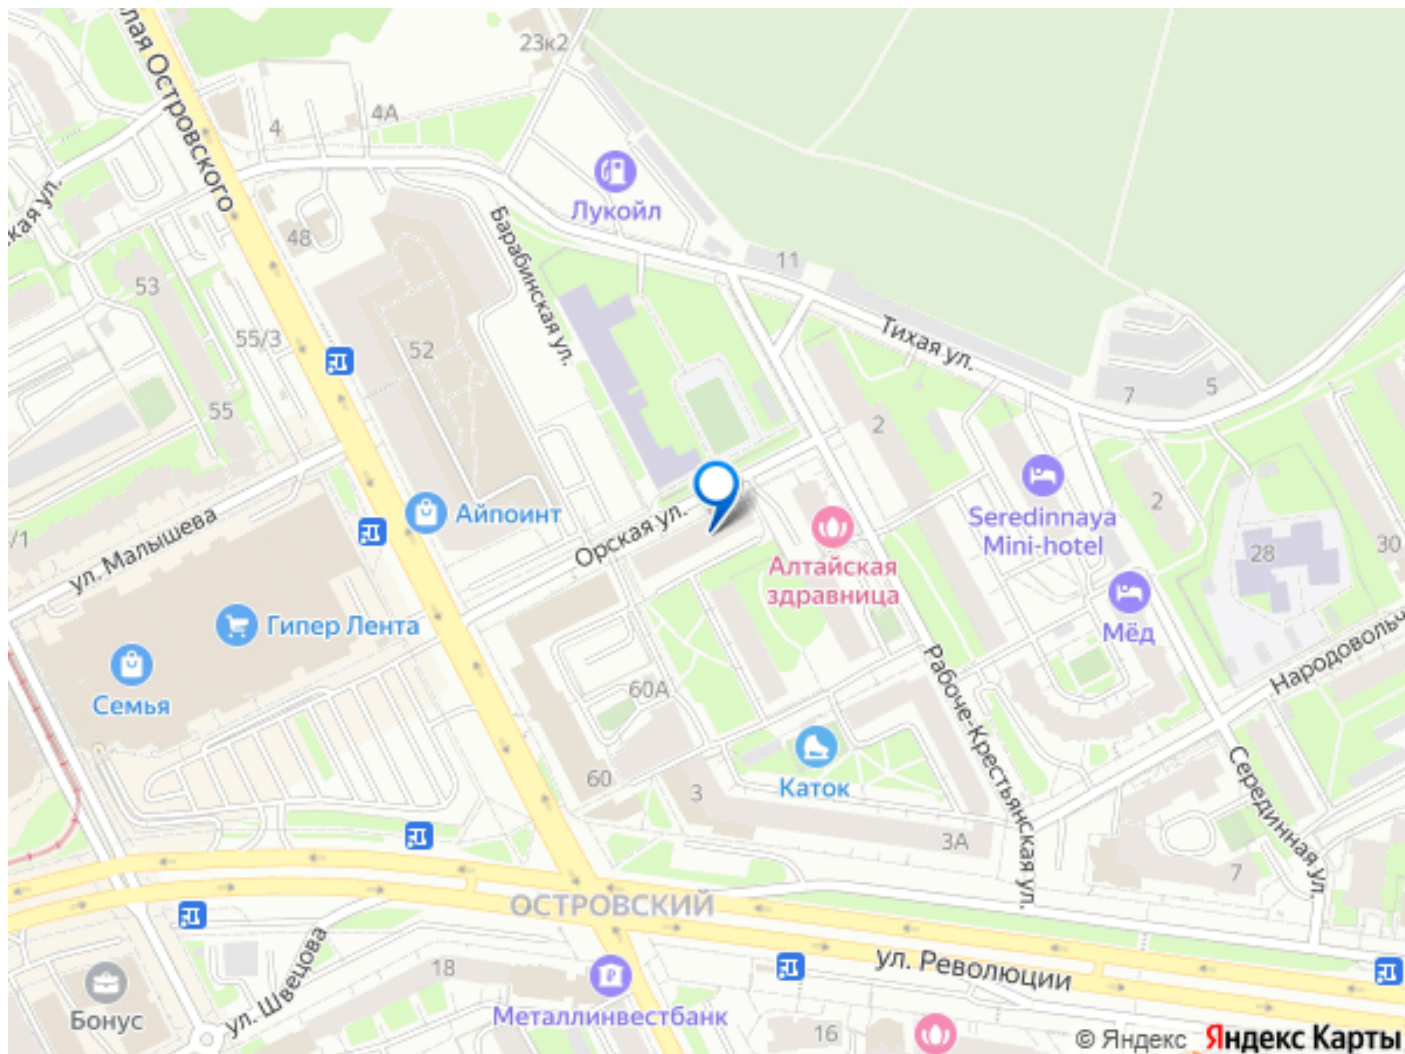 23к2
4А
4
лая Островского
кая ул.
48
53
55/3
55
52
Барабинская ул.
Лукойл
11
Тихая ул.
7
5
2
2
Айпоинт
ул. Малышева
/1
Орская ул.
Seredinnaya
Mini-hotel
Алтайская
здравница
28
30
Мёд
Гипер Лента
Семья
60А
60
Рабоче-Крестьянская ул.
Народовольч
Каток
3
3А
Серединная ул.
7
ОСТРОВСКИЙ
ул. Революции
ул. Швецова
18
Бонус
Металлинвестбанк
16
© Яндекс Яндекс Карты